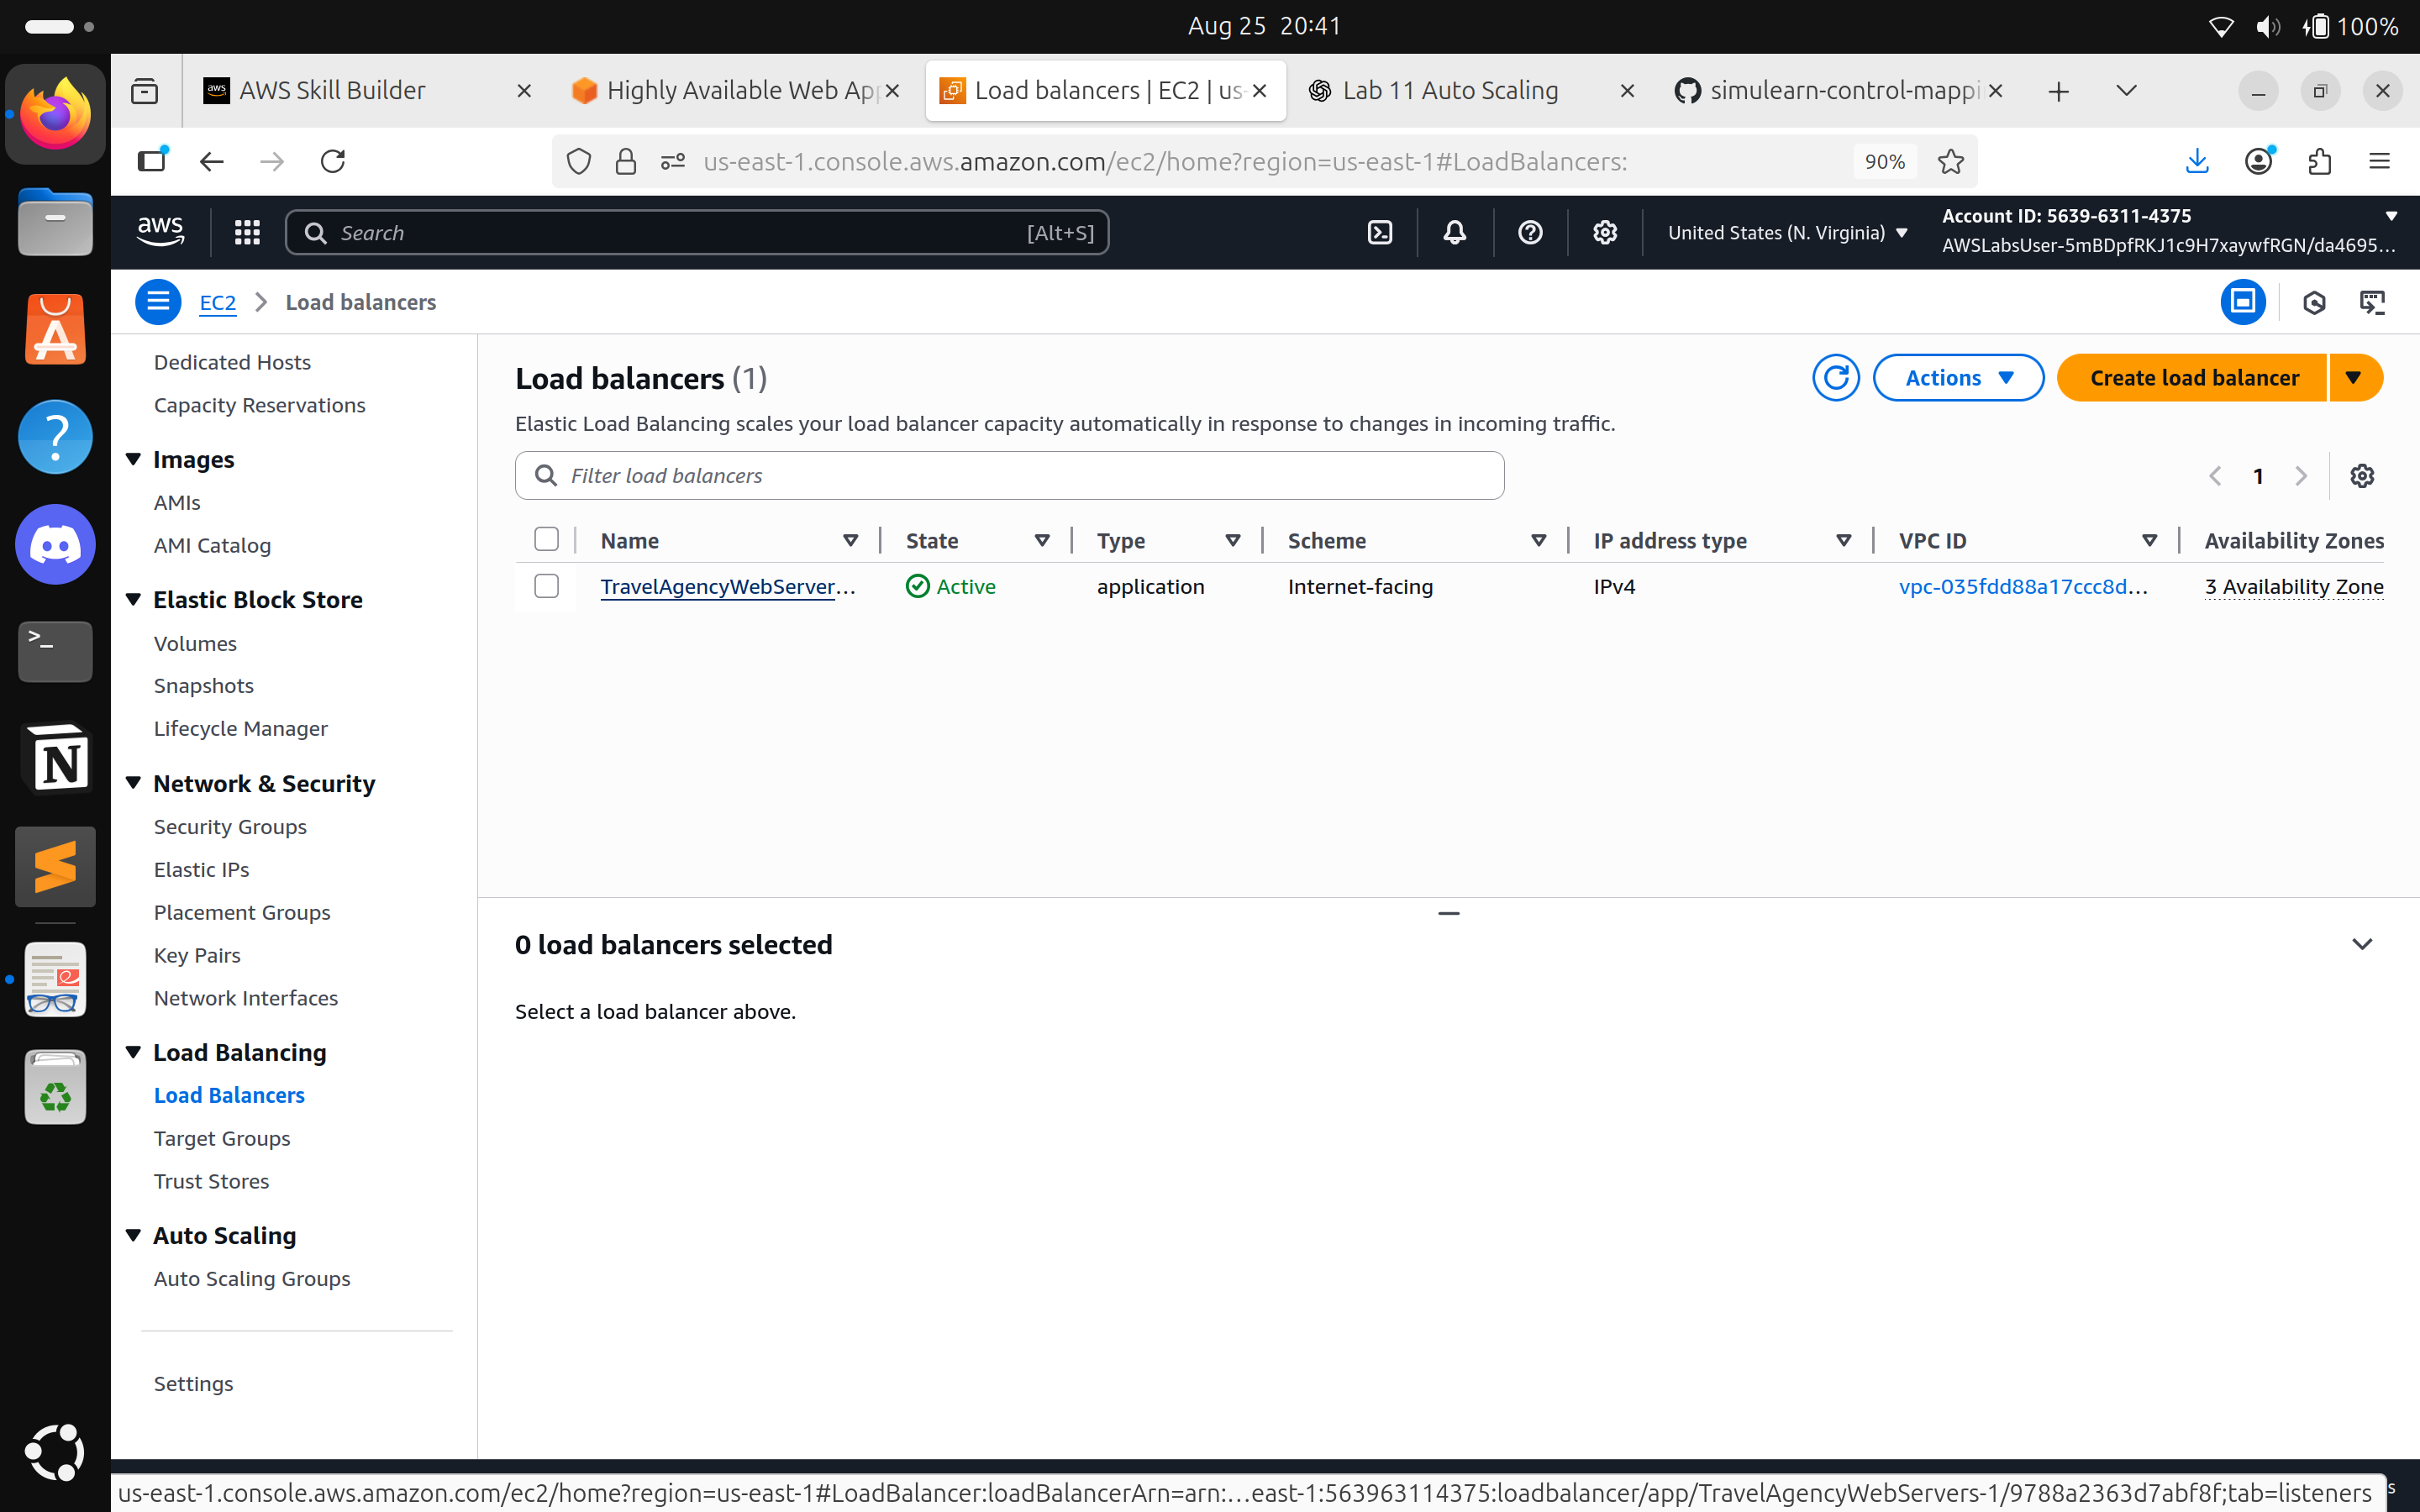 Aug 25 20:41
100%
AWS Skill Builder
Highly Available Web App
Load balancers | EC2 | us-
Lab 11 Auto Scaling
simulearn-control-mappi
us-east-1.console.aws.amazon.com/ec2/home?region=us-east-1#LoadBalancers:
90%
aws
Search
[Alt+S]
United States (N. Virginia)
Account ID: 5639-6311-4375
AWSLabsUser-5mBDpfRKJ1c9H7xaywfRGN/da4695...
EC2
Load balancers
Dedicated Hosts
Capacity Reservations
Images
AMIs
AMI Catalog
Elastic Block Store
Volumes
Snapshots
Lifecycle Manager
Network & Security
Security Groups
Elastic IPs
Placement Groups
Key Pairs
Network Interfaces
Load Balancing
Load Balancers
Target Groups
Trust Stores
Auto Scaling
Auto Scaling Groups
Settings
Load balancers (1)
Actions
Create load balancer
Elastic Load Balancing scales your load balancer capacity automatically in response to changes in incoming traffic.
Filter load balancers
1
Name State Type Scheme IP address type VPC ID Availability Zones
TravelAgencyWebServer... Active application Internet-facing IPv4 vpc-035fdd88a17ccc8d... 3 Availability Zone
0 load balancers selected
Select a load balancer above.
us-east-1.console.aws.amazon.com/ec2/home?region=us-east-1#LoadBalancer:loadBalancerArn=arn:...east-1:563963114375:loadbalancer/app/TravelAgencyWebServers-1/9788a2363d7abf8f;tab=listeners